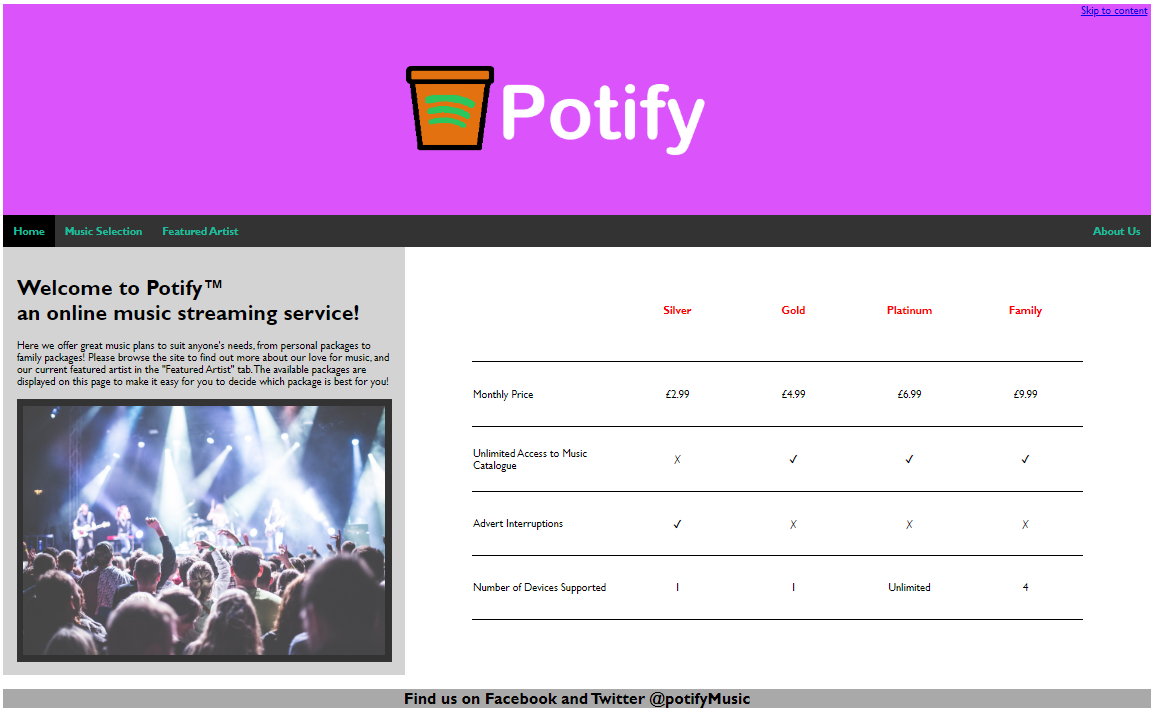 Skip to content
Potify
Home Music Selection Featured Artist About Us
Welcome to Potify™
an online music streaming service!
Here we offer great music plans to suit anyone's needs, from personal packages to
family packages! Please browse the site to find out more about our love for music, and
our current featured artist in the "Featured Artist" tab. The available packages are
displayed on this page to make it easy for you to decide which package is best for you!
Silver Gold Platinum Family
Monthly Price £2.99 £4.99 £6.99 £9.99
Unlimited Access to Music
Catalogue ✗ ✓ ✓ ✓
Advert Interruptions ✓ ✗ ✗ ✗
Number of Devices Supported 1 1 Unlimited 4
Find us on Facebook and Twitter @potifyMusic